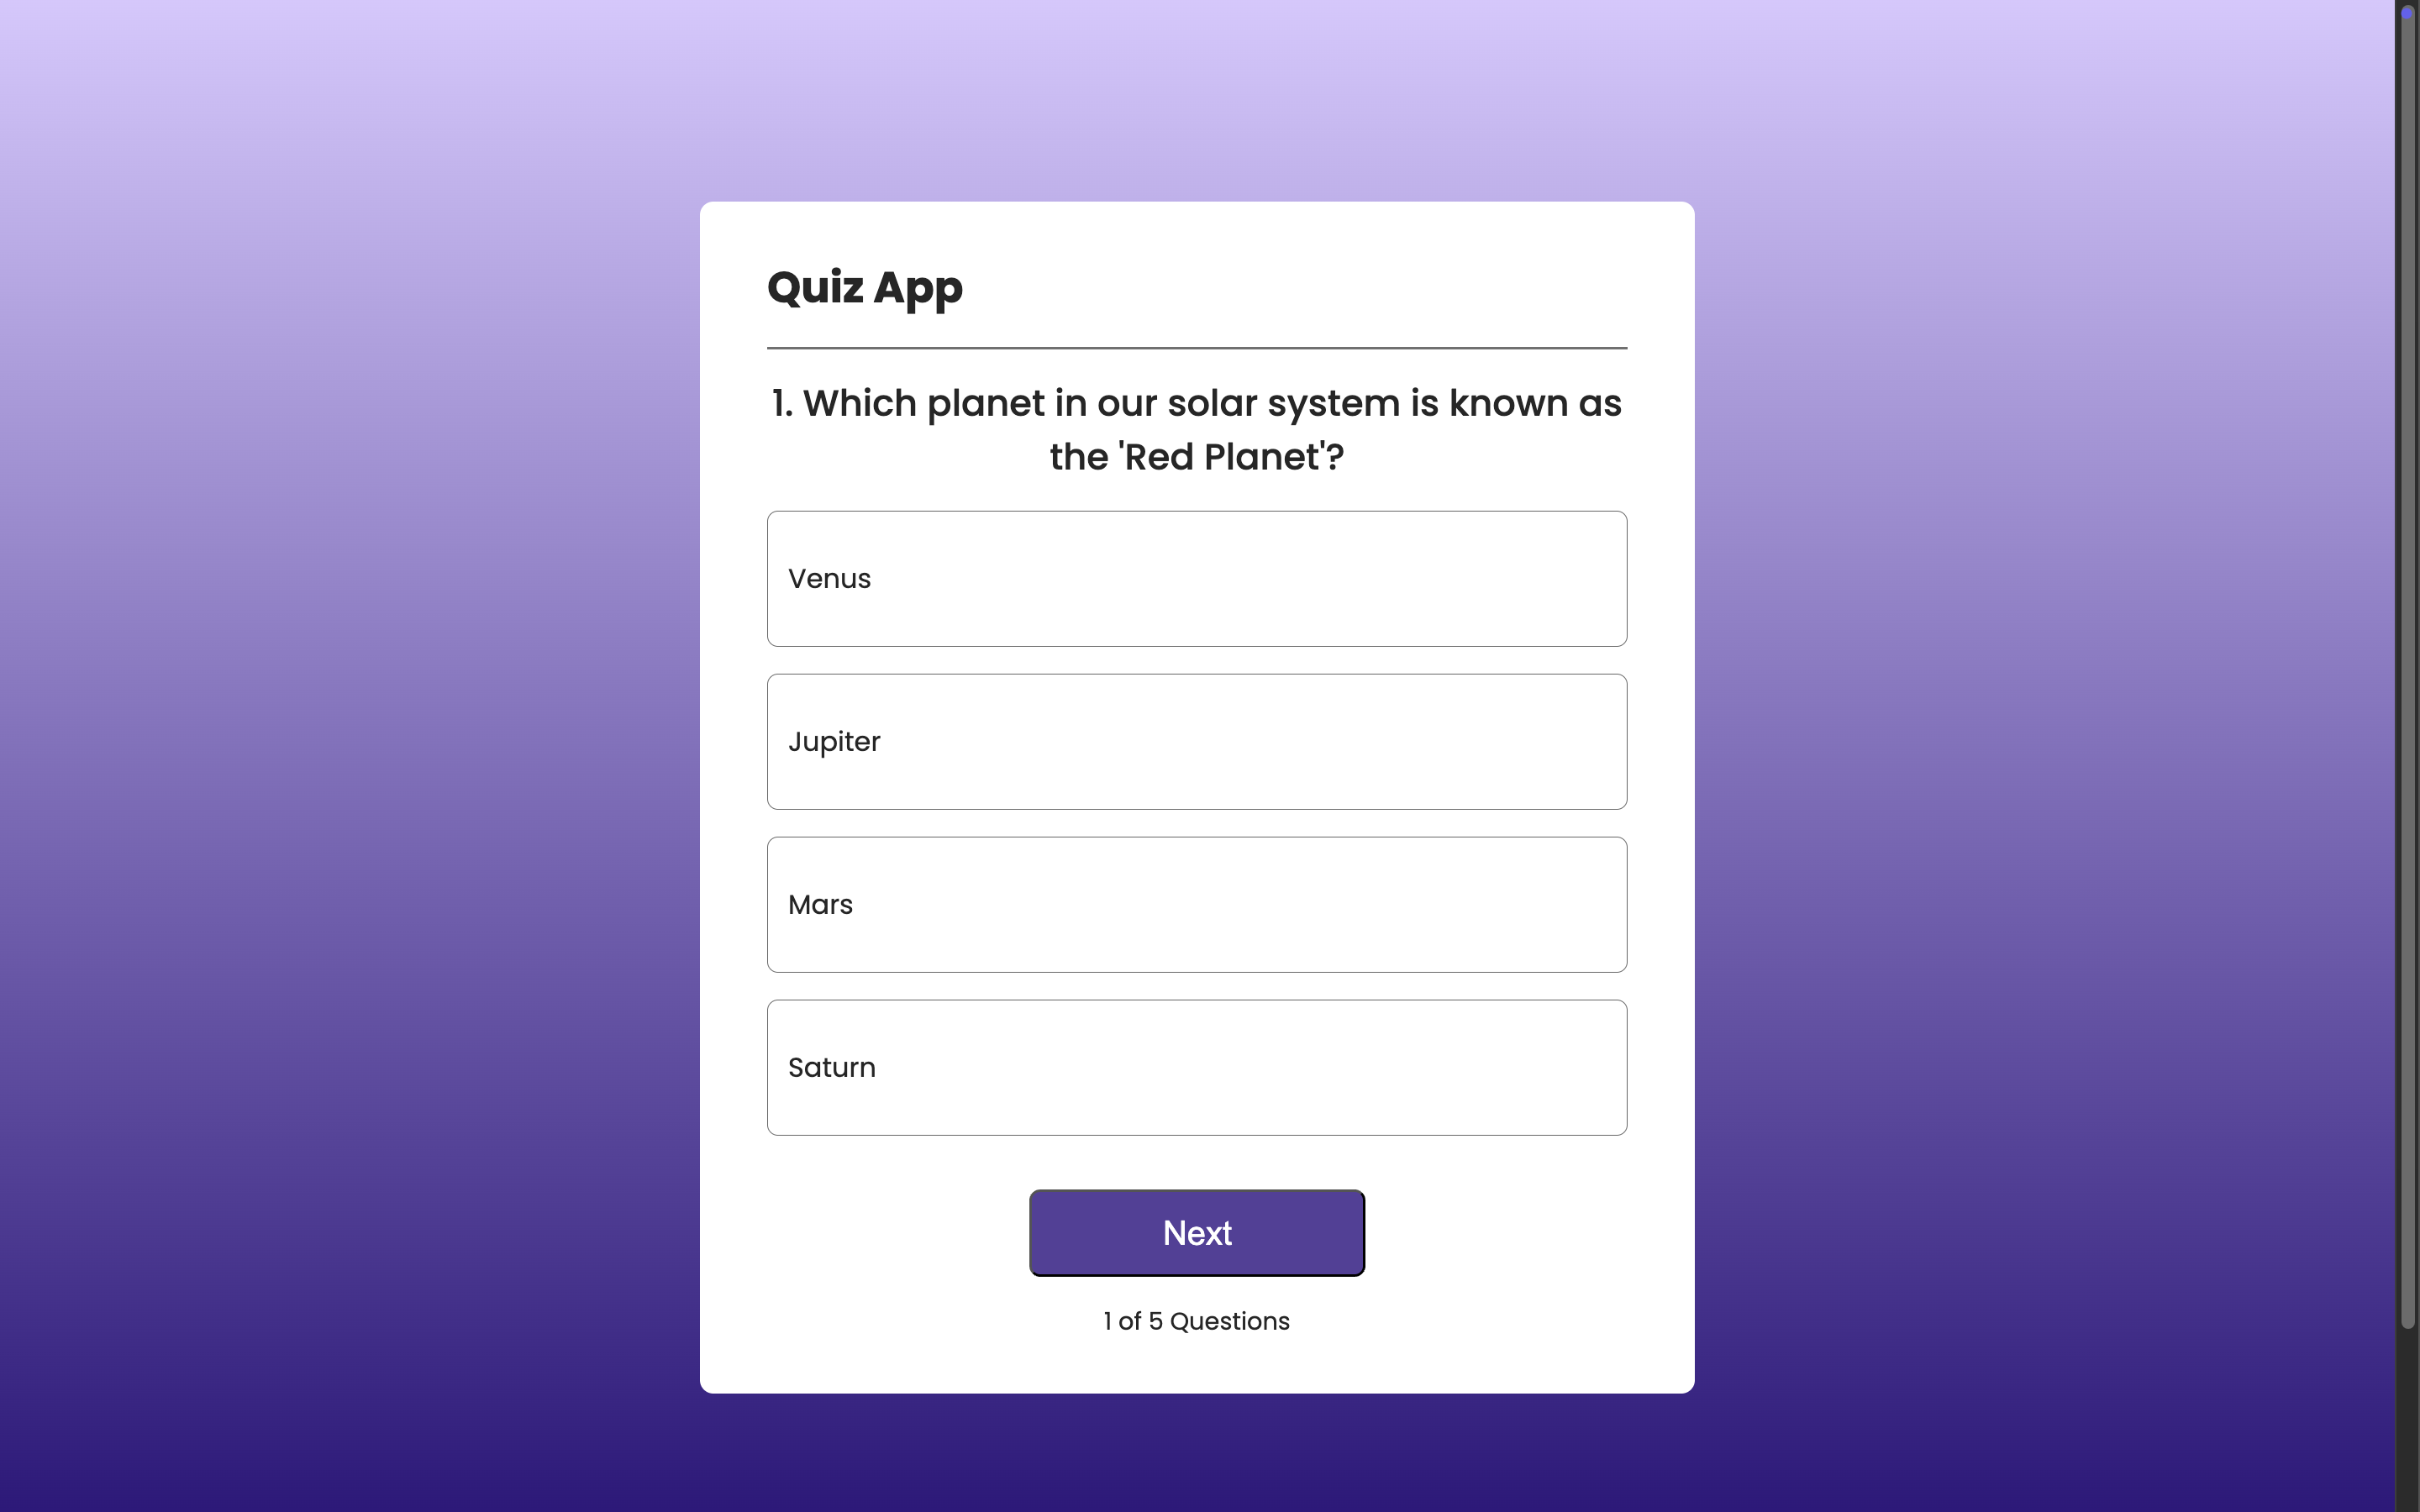 Quiz App
1. Which planet in our solar system is known as
the 'Red Planet'?
Venus
Jupiter
Mars
Saturn
Next
1 of 5 Questions